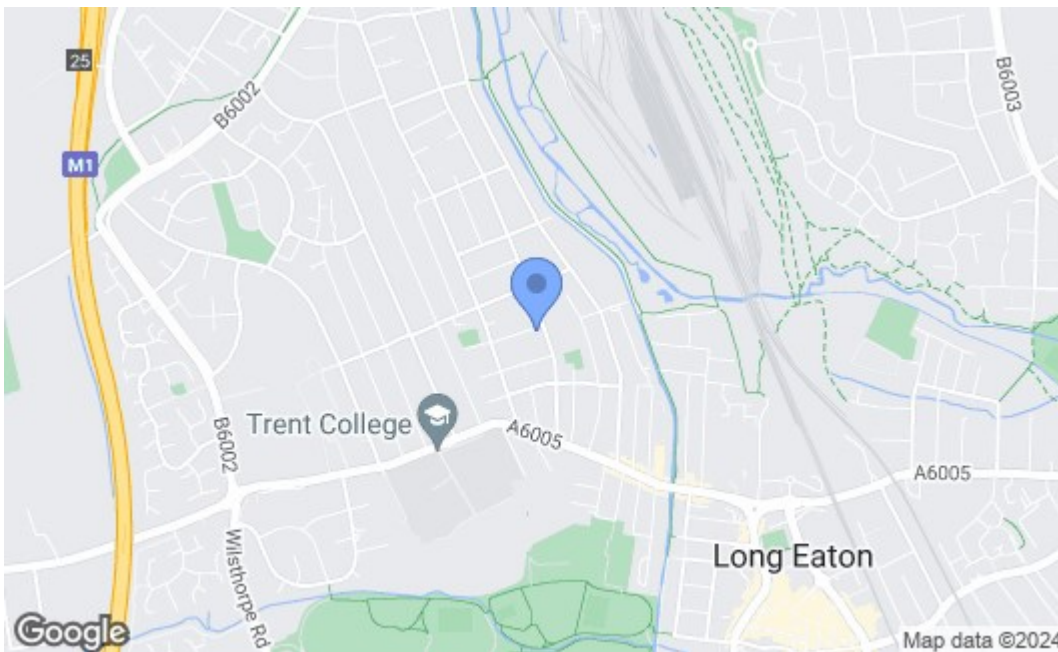 25
B6002
B6003
M1
Trent College
A6005
B6002
A6005
Wilsthorpe Rd
Long Eaton
Google
Map data ©2024